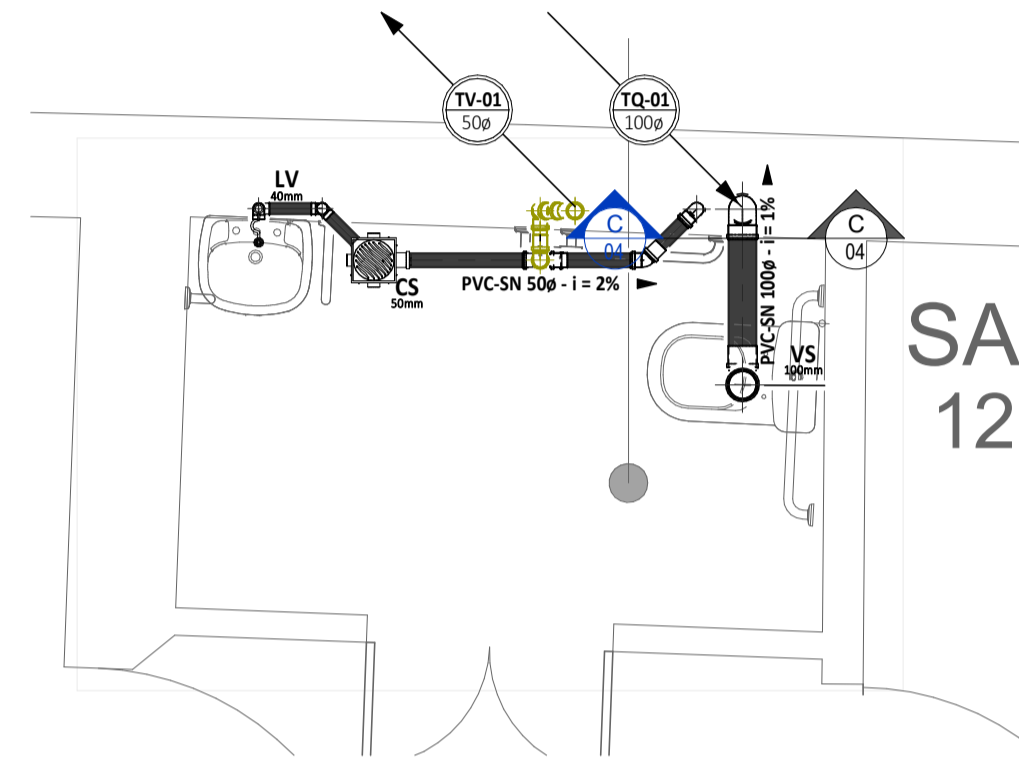 TV-01
50ø
TQ-01
100ø
LV
40mm
C
04
C
04
CS
50mm
PVC-SN 50ø - i = 2%
PVC-SN 100ø - i = 1%
VS
100mm
SA
12